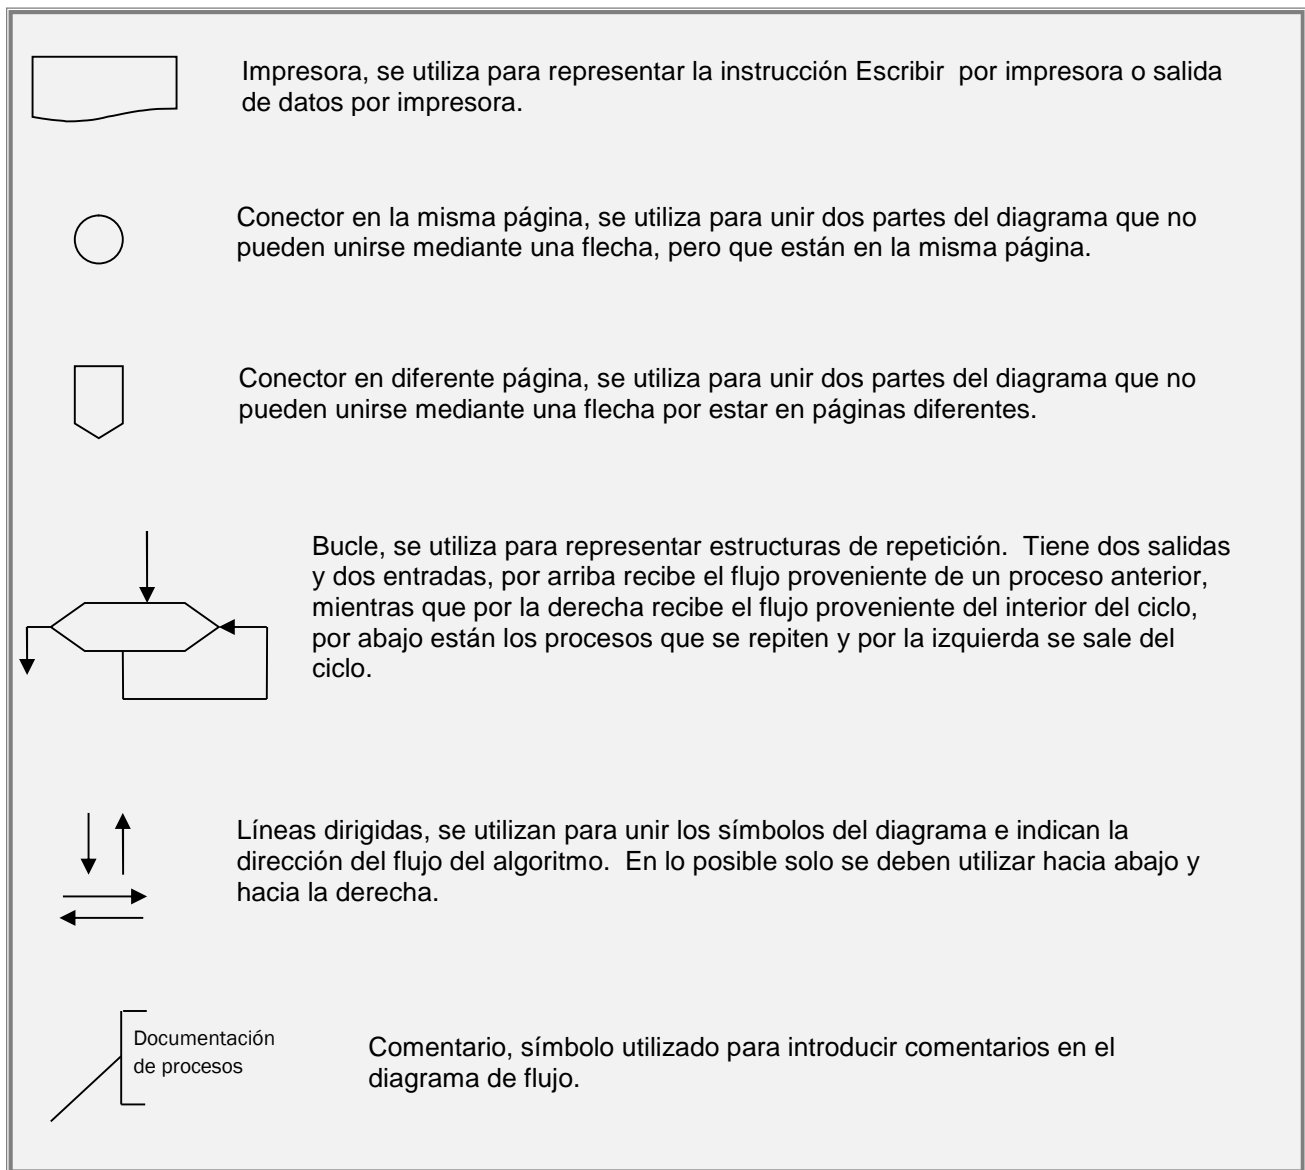 Impresora, se utiliza para representar la instrucción Escribir  por impresora o salida
de datos por impresora.
Conector en la misma página, se utiliza para unir dos partes del diagrama que no
pueden unirse mediante una flecha, pero que están en la misma página.
Conector en diferente página, se utiliza para unir dos partes del diagrama que no
pueden unirse mediante una flecha por estar en páginas diferentes.
Bucle, se utiliza para representar estructuras de repetición.  Tiene dos salidas
y dos entradas, por arriba recibe el flujo proveniente de un proceso anterior,
mientras que por la derecha recibe el flujo proveniente del interior del ciclo,
por abajo están los procesos que se repiten y por la izquierda se sale del
ciclo.
Líneas dirigidas, se utilizan para unir los símbolos del diagrama e indican la
dirección del flujo del algoritmo.  En lo posible solo se deben utilizar hacia abajo y
hacia la derecha.
Documentación
de procesos
Comentario, símbolo utilizado para introducir comentarios en el
diagrama de flujo.